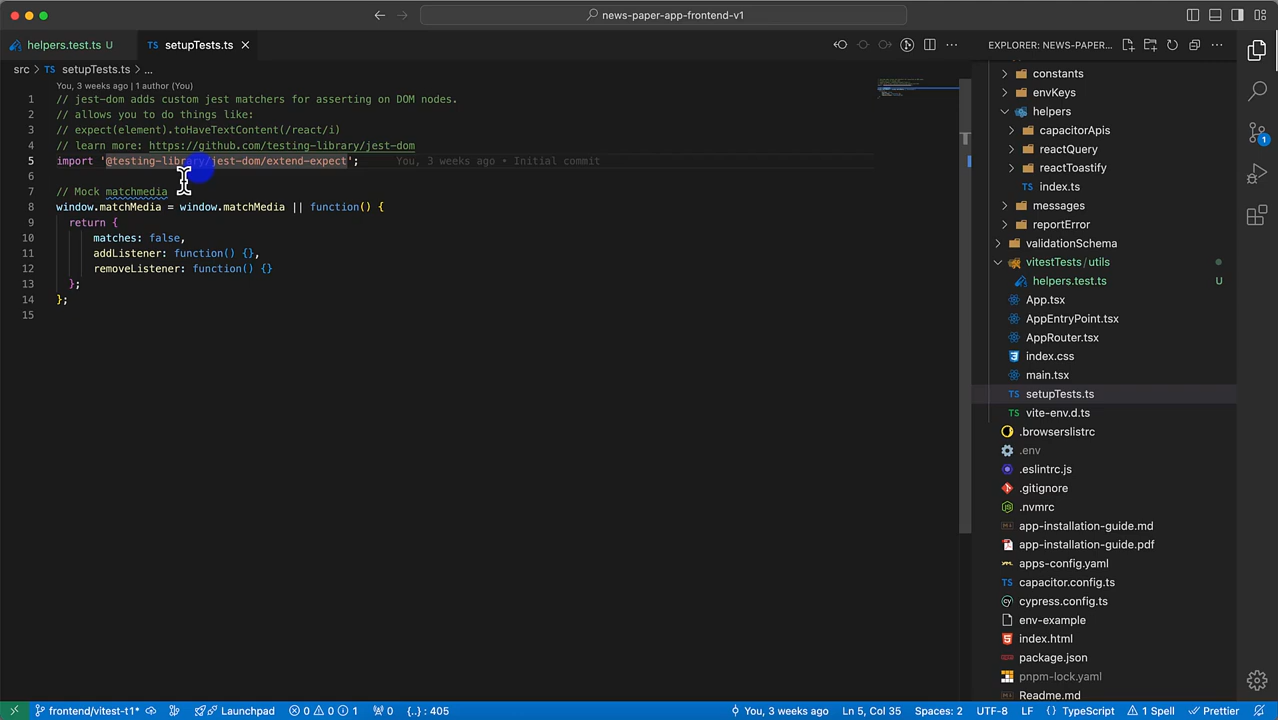 news-paper-app-frontend-v1
helpers.test.ts U
TS setupTests.ts
EXPLORER: NEWS-PAPER...
src > TS setupTests.ts > ...
You, 3 weeks ago | 1 author (You)
1 // jest-dom adds custom jest matchers for asserting on DOM nodes.
2 // allows you to do things like:
3 // expect(element).toHaveTextContent(/react/i)
4 // learn more: https://github.com/testing-library/jest-dom
5 import '@testing-library/jest-dom/extend-expect'; You, 3 weeks ago • Initial commit
6
7 // Mock matchmedia
8 window.matchMedia = window.matchMedia || function() {
9 return {
10 matches: false,
11 addListener: function() {},
12 removeListener: function() {}
13 };
14 };
15
constants
envKeys
helpers
capacitorApis
reactQuery
reactToastify
TS index.ts
messages
reportError
validationSchema
vitestTests / utils
helpers.test.ts U
App.tsx
AppEntryPoint.tsx
AppRouter.tsx
index.css
main.tsx
TS setupTests.ts
TS vite-env.d.ts
.browserslistrc
.env
.eslintrc.js
.gitignore
.nvmrc
app-installation-guide.md
app-installation-guide.pdf
apps-config.yaml
TS capacitor.config.ts
cypress.config.ts
env-example
index.html
package.json
pnpm-lock.yaml
Readme.md
1
frontend/vitest-t1* Launchpad 0 0 1 0 {..} : 405 You, 3 weeks ago Ln 5, Col 35 Spaces: 2 UTF-8 LF {} TypeScript 1 Spell Prettier